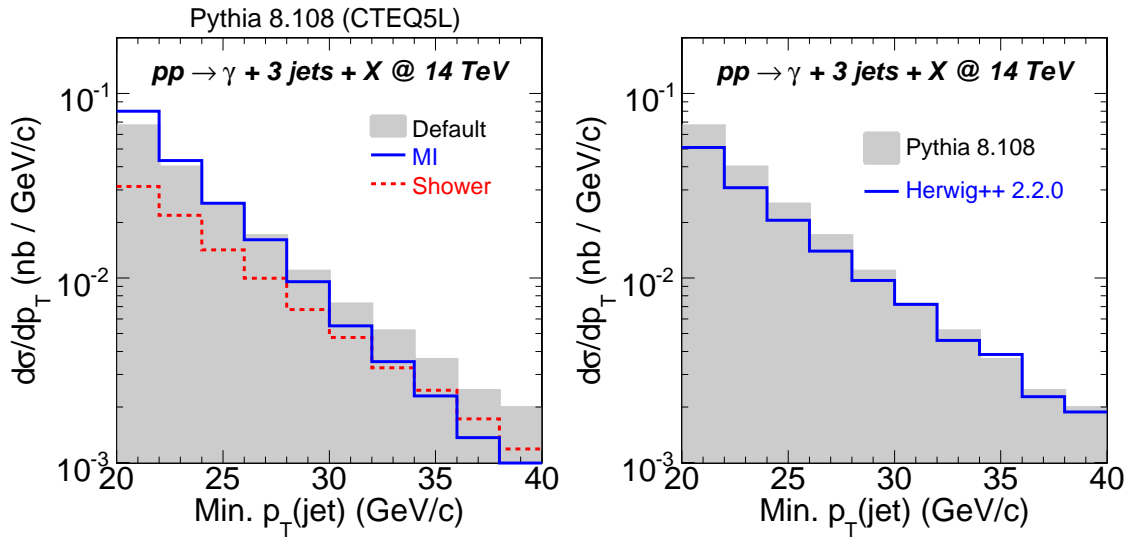 Pythia 8.108 (CTEQ5L)
pp → γ + 3 jets + X @ 14 TeV
Default
MI
Shower
dσ/dp_T (nb / GeV/c)
10^-1
10^-2
10^-3
20 25 30 35 40
Min. p_T(jet) (GeV/c)
pp → γ + 3 jets + X @ 14 TeV
Pythia 8.108
Herwig++ 2.2.0
dσ/dp_T (nb / GeV/c)
10^-1
10^-2
10^-3
20 25 30 35 40
Min. p_T(jet) (GeV/c)